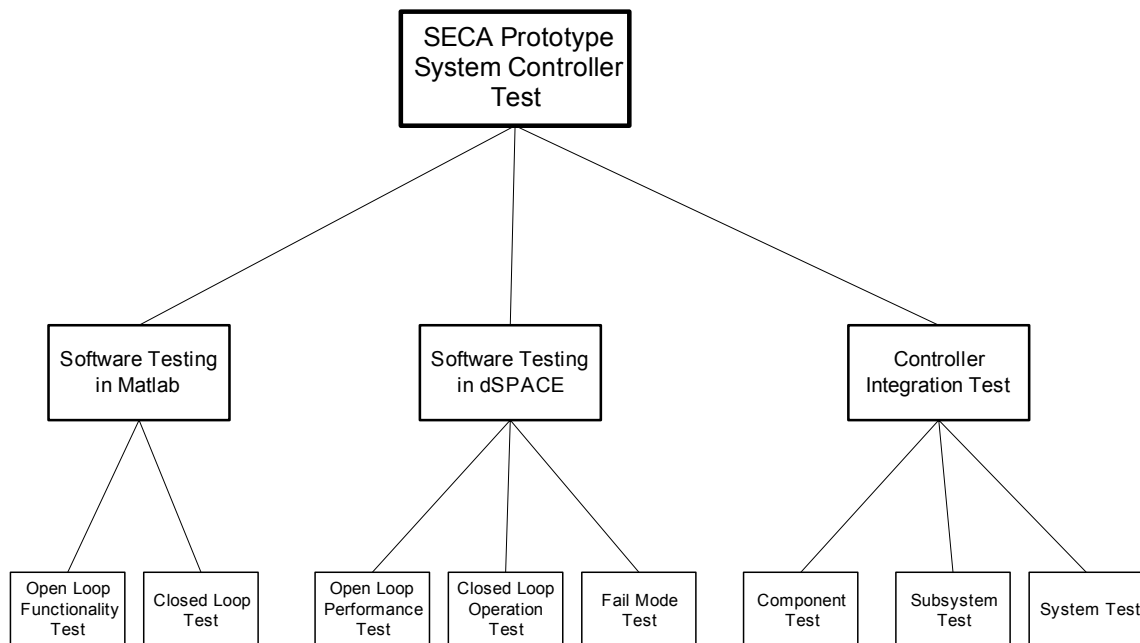 SECA Prototype
System Controller
Test
Software Testing
in Matlab
Software Testing
in dSPACE
Controller
Integration Test
Open Loop
Functionality
Test
Closed Loop
Test
Open Loop
Performance
Test
Closed Loop
Operation
Test
Fail Mode
Test
Component
Test
Subsystem
Test
System Test